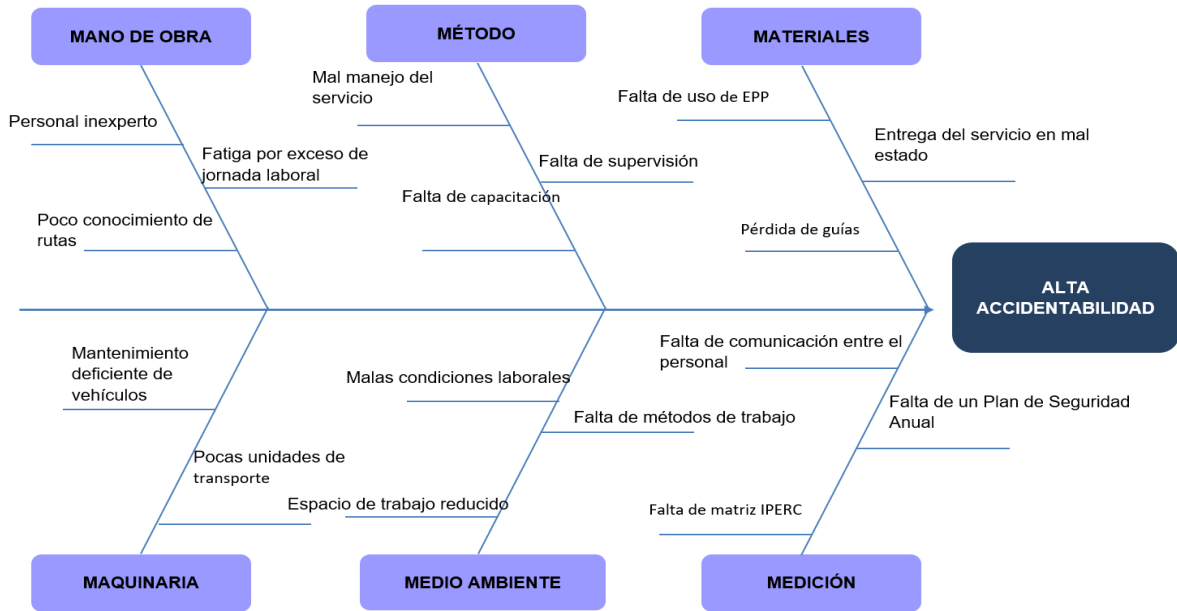 MANO DE OBRA
MÉTODO
MATERIALES
Personal inexperto
Fatiga por exceso de
jornada laboral
Poco conocimiento de
rutas
Mal manejo del
servicio
Falta de supervisión
Falta de capacitación
Falta de uso de EPP
Entrega del servicio en mal
estado
Pérdida de guías
ALTA
ACCIDENTABILIDAD
Mantenimiento
deficiente de
vehículos
Pocas unidades de
transporte
Malas condiciones laborales
Falta de métodos de trabajo
Espacio de trabajo reducido
Falta de comunicación entre el
personal
Falta de un Plan de Seguridad
Anual
Falta de matriz IPERC
MAQUINARIA
MEDIO AMBIENTE
MEDICIÓN